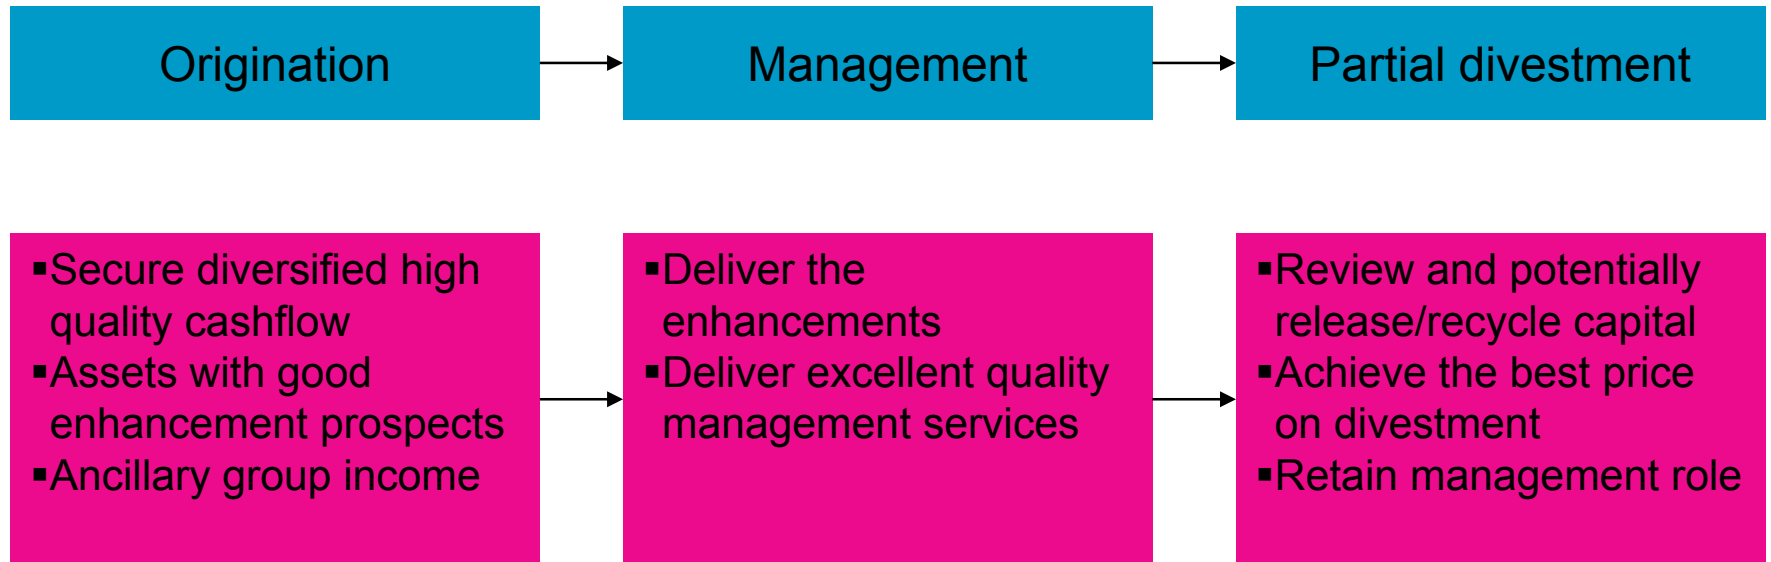 Origination
Management
Partial divestment
▪Secure diversified high
quality cashflow
▪Assets with good
enhancement prospects
▪Ancillary group income
▪Deliver the
enhancements
▪Deliver excellent quality
management services
▪Review and potentially
release/recycle capital
▪Achieve the best price
on divestment
▪Retain management role